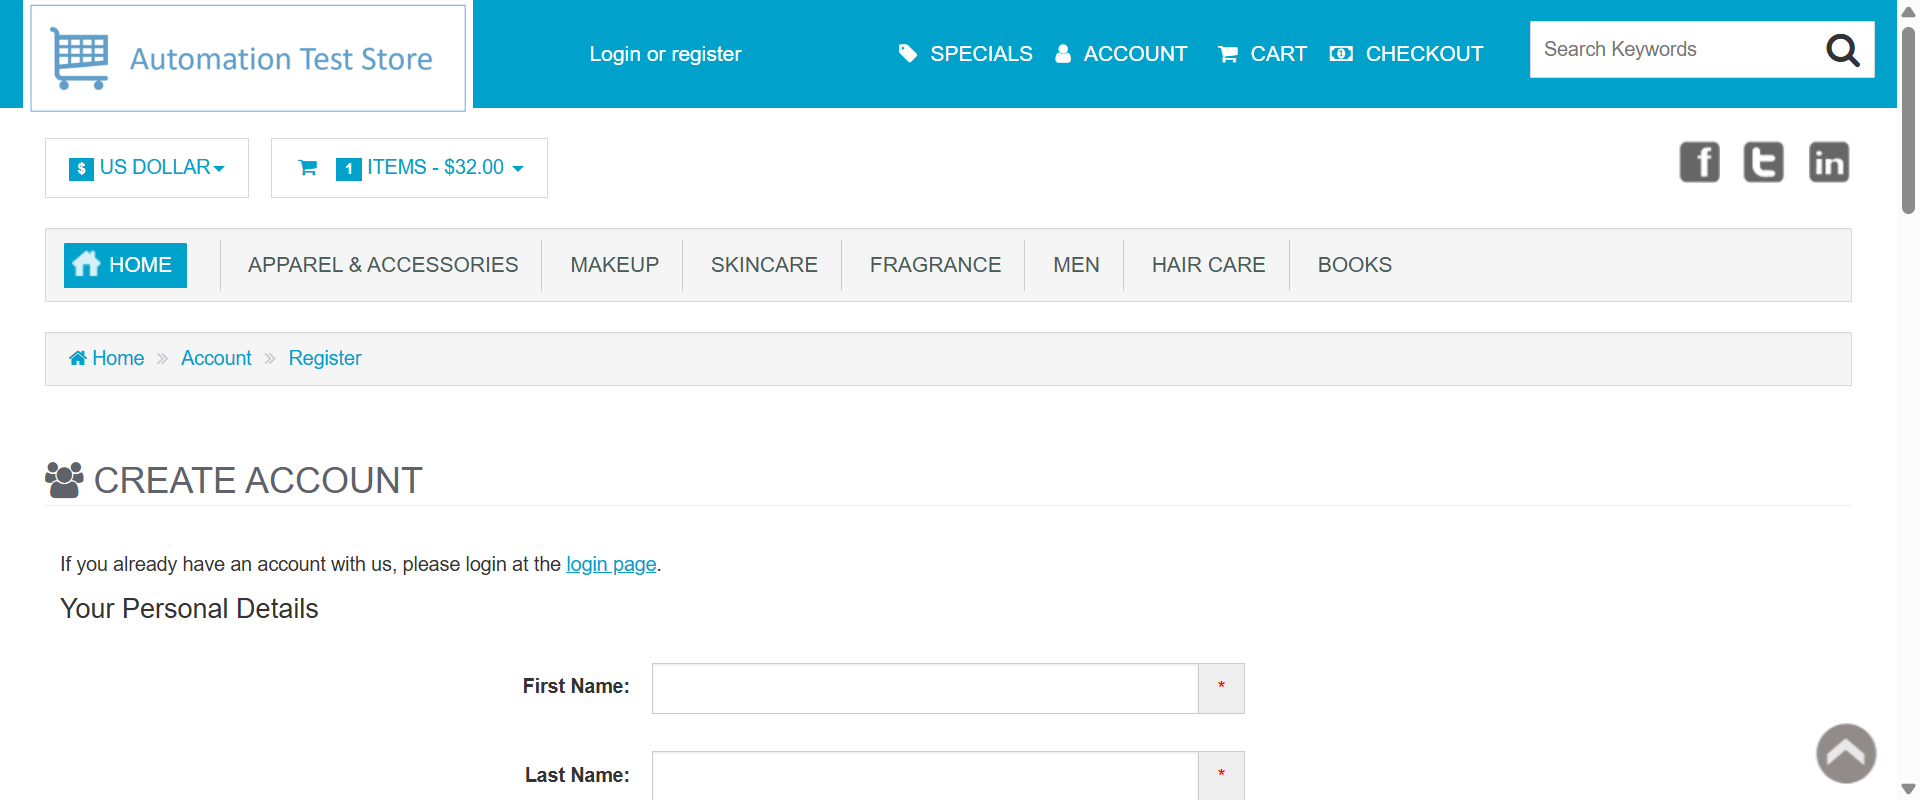 Automation Test Store
Login or register
SPECIALS ACCOUNT CART CHECKOUT
Search Keywords
$ US DOLLAR
1 ITEMS - $32.00
f t in
HOME APPAREL & ACCESSORIES MAKEUP SKINCARE FRAGRANCE MEN HAIR CARE BOOKS
Home » Account » Register
CREATE ACCOUNT
If you already have an account with us, please login at the login page.
Your Personal Details
First Name: *
Last Name: *